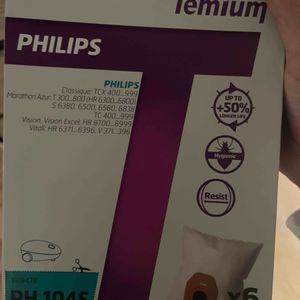 Temium
PHILIPS
PHILIPS
Classique: TCX 400...999
Marathon Azur: T 300...800 (HR 6300...6800)
S 6380, 6500, 6580, 6838
TC 400...999
Vision, Vision Excel: HR 8700...8999
Vitall: HR 6371...6396, V 371...396
UP TO
+50%
LONGER LIFE
Hygienic
Resist
PH 104S
x6